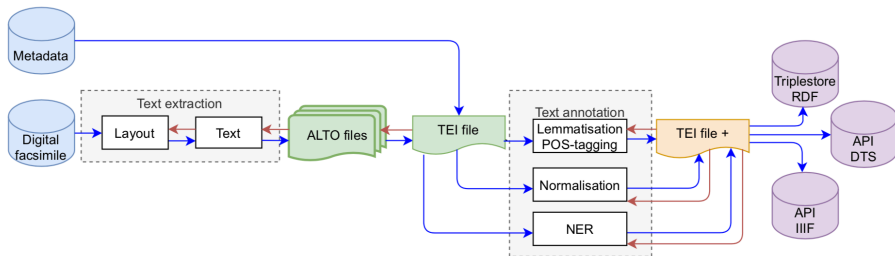 Metadata
Digital
facsimile
Text extraction
Layout
Text
ALTO files
TEI file
Text annotation
Lemmatisation
POS-tagging
Normalisation
NER
TEI file +
Triplestore
RDF
API
DTS
API
IIIF